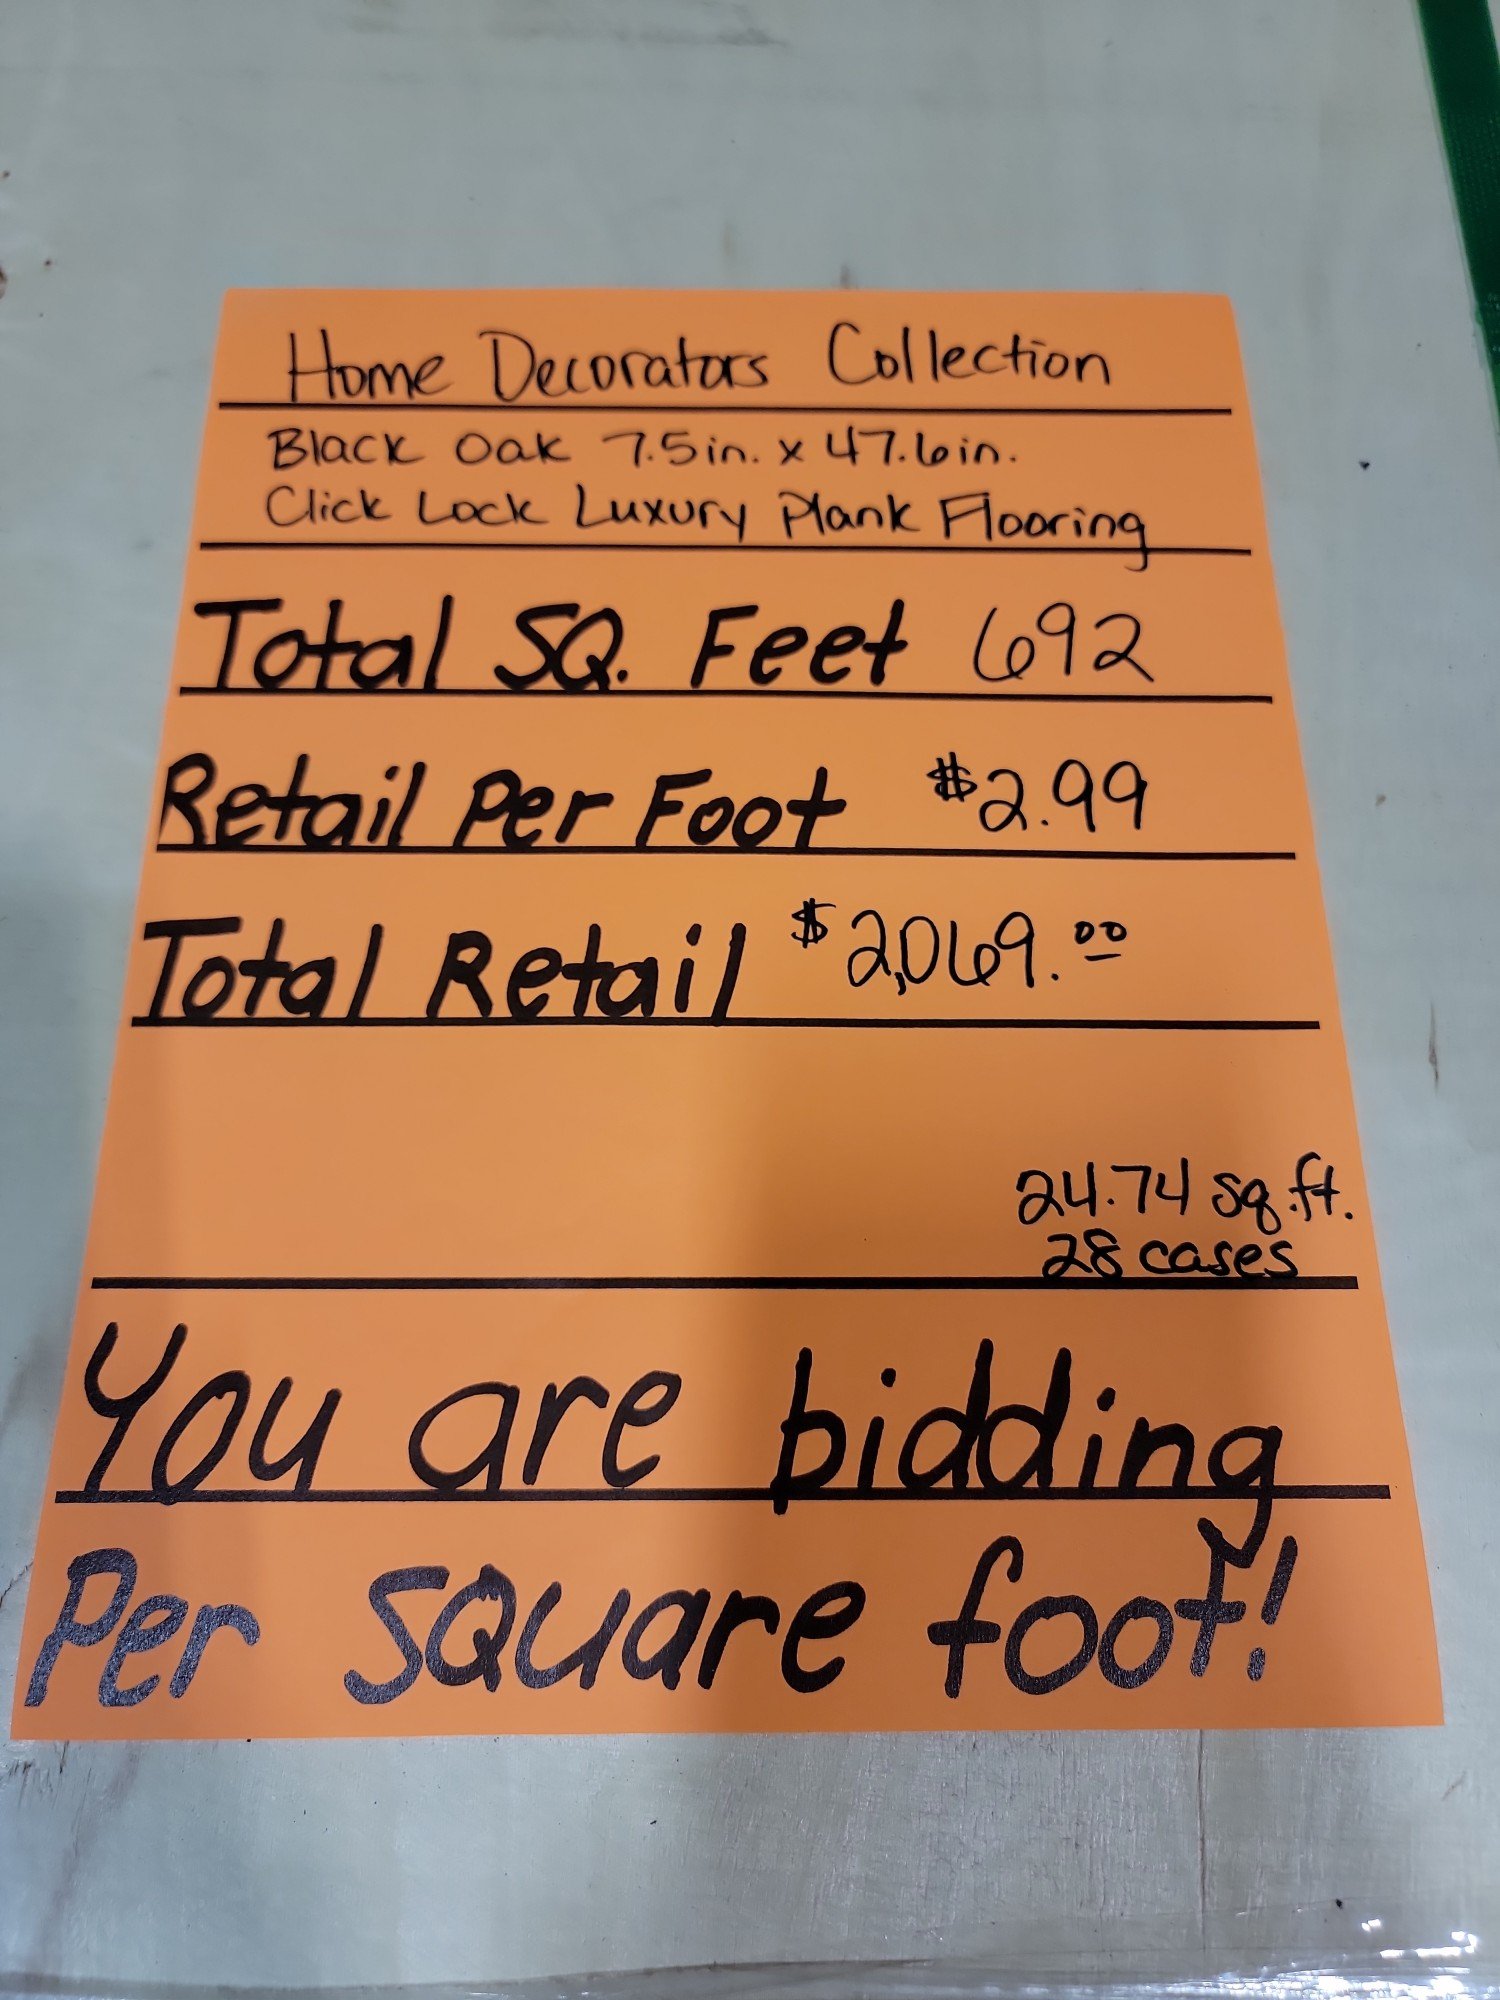 Home Decorators Collection
Black Oak 7.5in. x 47.6in.
Click Lock Luxury Plank Flooring
Total SQ. Feet 692
Retail Per Foot $2.99
Total Retail $2,069.00
24.74 sq.ft.
28 cases
You are bidding
Per square foot!